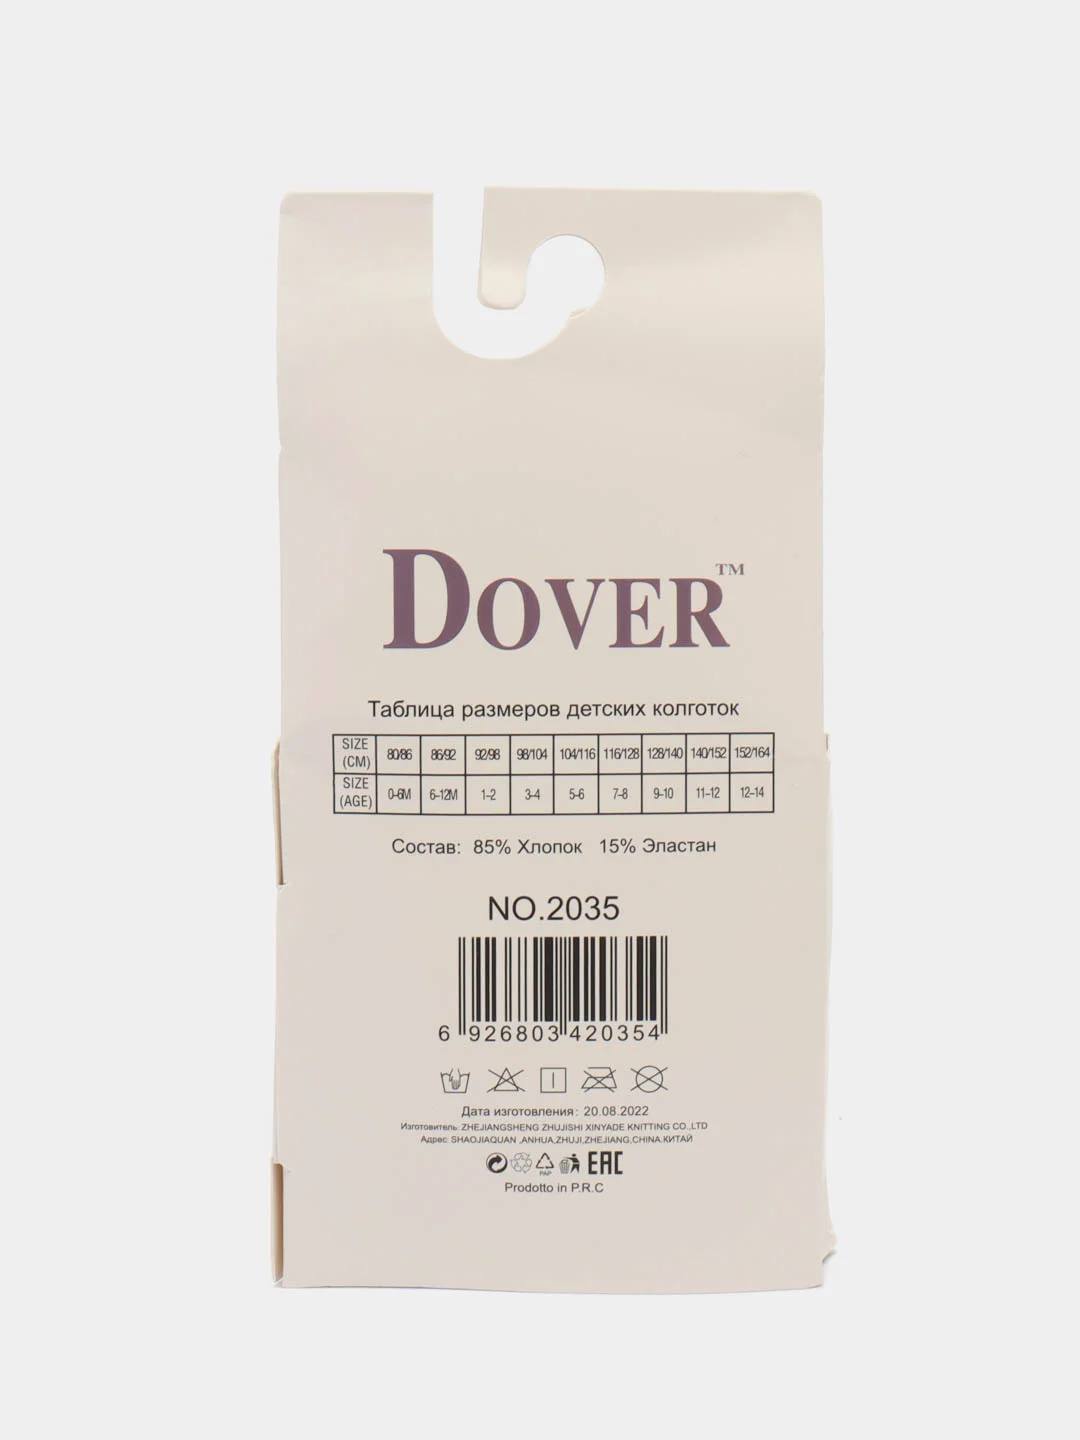 DOVER™
Таблица размеров детских колготок
SIZE (CM) 80/86 86/92 92/98 98/104 104/116 116/128 128/140 140/152 152/164
SIZE (AGE) 0-6M 6-12M 1-2 3-4 5-6 7-8 9-10 11-12 12-14
Состав: 85% Хлопок 15% Эластан
NO.2035
6 926803 420354
Дата изготовления: 20.08.2022
Изготовитель: ZHEJIANGSHENG ZHUJISHI XINYADE KNITTING CO.,LTD
Адрес: SHAOJIAQUAN ,ANHUA,ZHUJI,ZHEJIANG,CHINA.КИТАЙ
PAP EAC
Prodotto in P.R.C